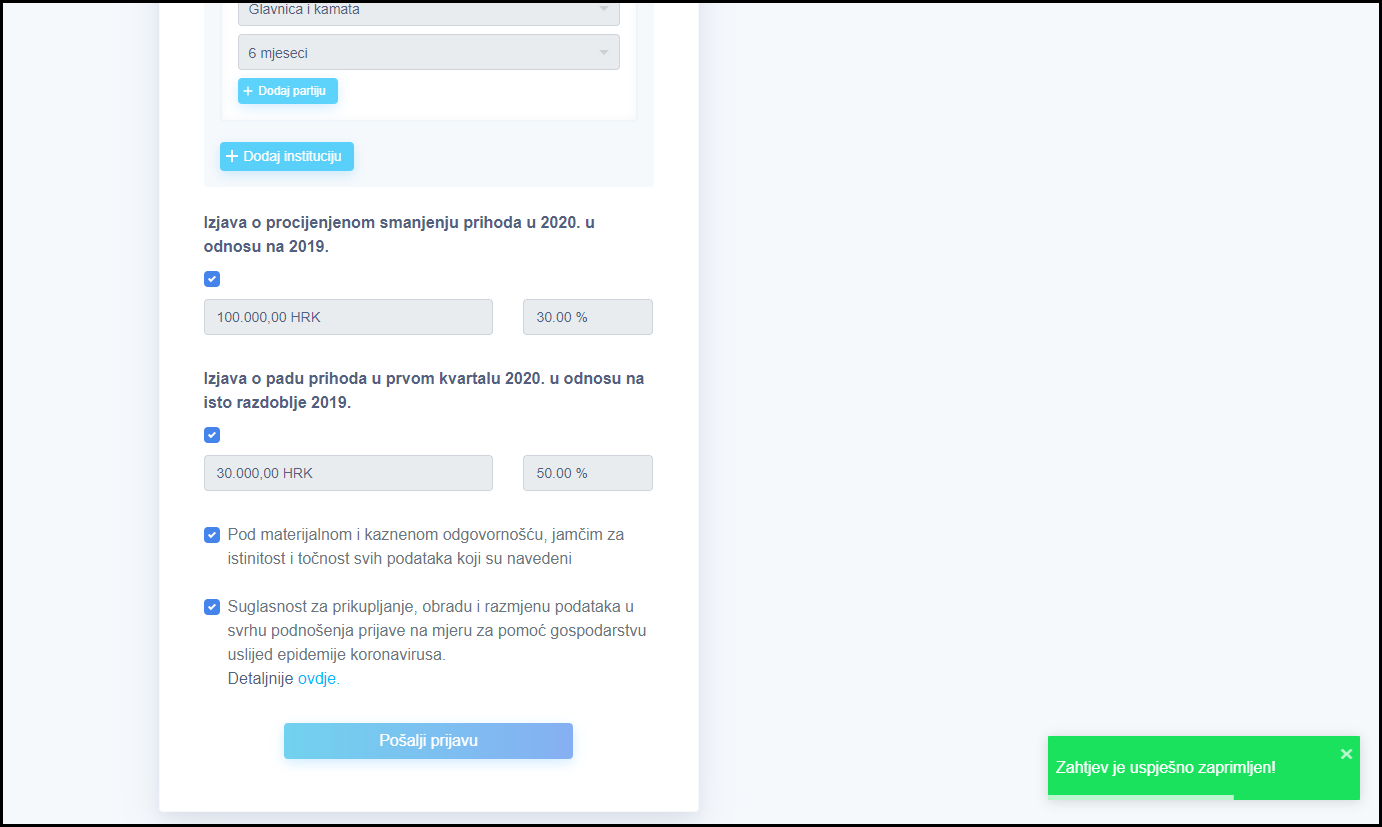 Glavnica i kamata
6 mjeseci
+ Dodaj partiju
+ Dodaj instituciju
Izjava o procijenjenom smanjenju prihoda u 2020. u
odnosu na 2019.
100.000,00 HRK
30.00 %
Izjava o padu prihoda u prvom kvartalu 2020. u odnosu na
isto razdoblje 2019.
30.000,00 HRK
50.00 %
Pod materijalnom i kaznenom odgovornošću, jamčim za
istinitost i točnost svih podataka koji su navedeni
Suglasnost za prikupljanje, obradu i razmjenu podataka u
svrhu podnošenja prijave na mjeru za pomoć gospodarstvu
uslijed epidemije koronavirusa.
Detaljnije ovdje.
Pošalji prijavu
Zahtjev je uspješno zaprimljen!